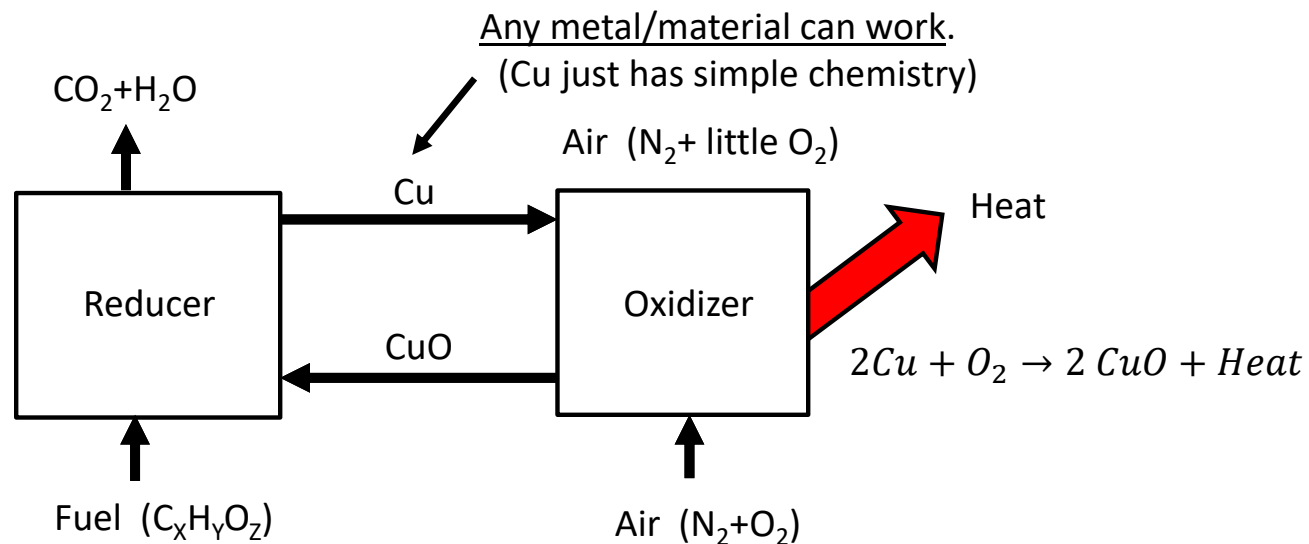 Any metal/material can work.
(Cu just has simple chemistry)
CO₂+H₂O
Air (N₂+ little O₂)
Cu
Heat
Reducer
Oxidizer
CuO
2Cu + O₂ → 2 CuO + Heat
Fuel (CₓHᵧO_Z)
Air (N₂+O₂)